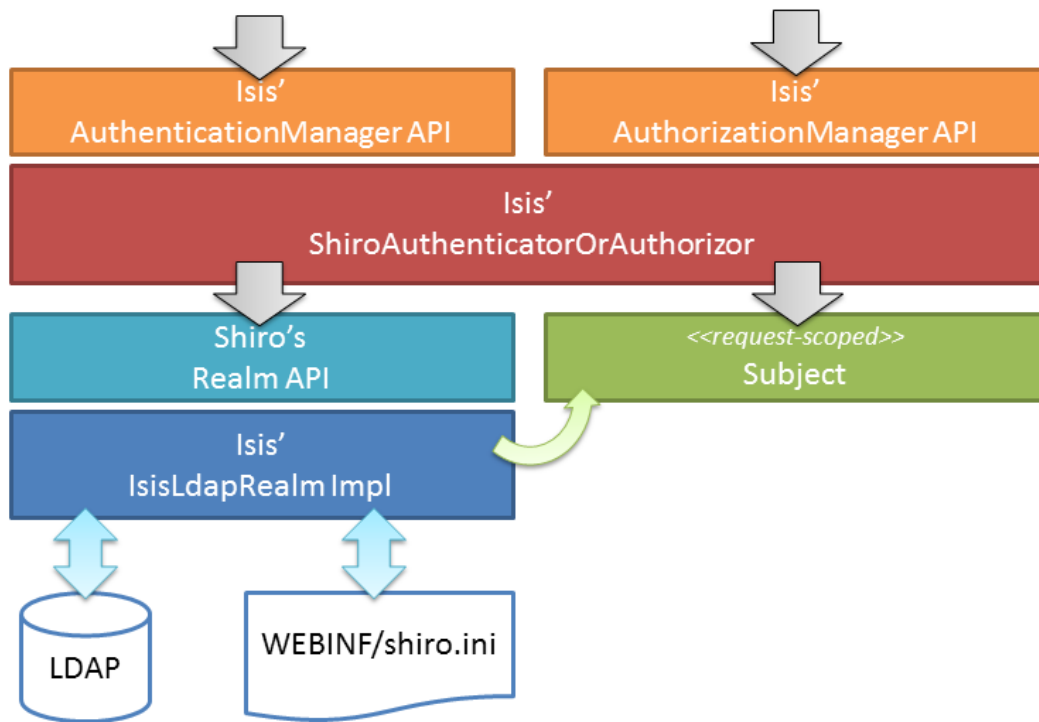 Isis’
AuthenticationManager API
Isis’
AuthorizationManager API
Isis’
ShiroAuthenticatorOrAuthorizor
Shiro’s
Realm API
<<request-scoped>>
Subject
Isis’
IsisLdapRealm Impl
LDAP
WEBINF/shiro.ini